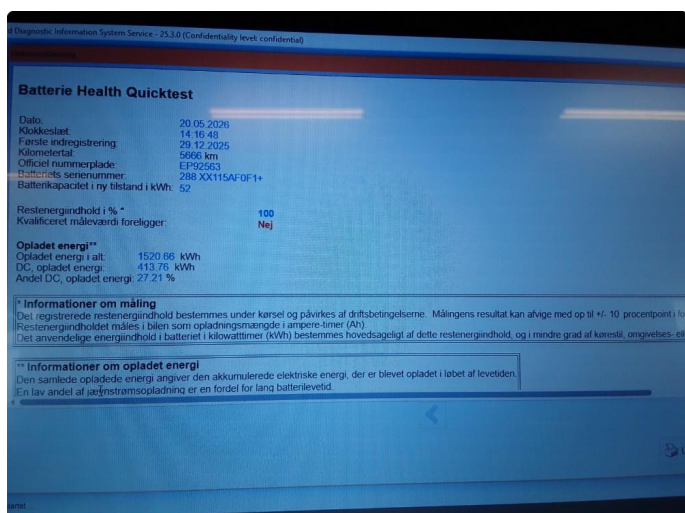 d Diagnostic Information System Service - 25.3.0 (Confidentiality level: confidential)
Batterie Health Quicktest
Dato: 20.05.2026
Klokkeslæt: 14:16:48
Første indregistrering: 29.12.2025
Kilometertal: 5666 km
Officiel nummerplade: EP92563
Batteriets serienummer: 288 XX115AF0F1+
Batterikapacitet i ny tilstand i kWh: 52
Restenergiindhold i % * 100
Kvalificeret måleværdi foreligger: Nej
Opladet energi**
Opladet energi i alt: 1520.66 kWh
DC, opladet energi: 413.76 kWh
Andel DC, opladet energi: 27.21 %
* Informationer om måling
Det registrerede restenergiindhold bestemmes under kørsel og påvirkes af driftsbetingelserne. Målingens resultat kan afvige med op til +/- 10 procentpoint i
Restenergiindholdet måles i bilen som opladningsmængde i ampere-timer (Ah)
Det anvendelige energiindhold i batteriet i kilowatttimer (kWh) bestemmes hovedsageligt af dette restenergiindhold, og i mindre grad af kørestil, omgivelses-
** Informationer om opladet energi
Den samlede opladede energi angiver den akkumulerede elektriske energi, der er blevet opladet i løbet af levetiden.
En lav andel af jævnstrømsopladning er en fordel for lang batterilevetid.